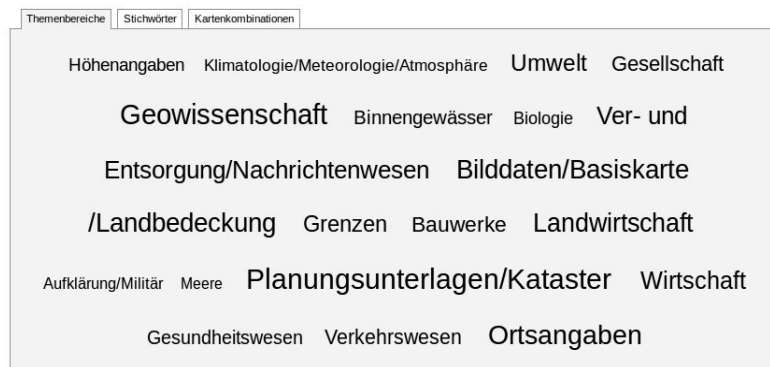 Themenbereiche Stichwörter Kartenkombinationen
Höhenangaben Klimatologie/Meteorologie/Atmosphäre Umwelt Gesellschaft
Geowissenschaft Binnengewässer Biologie Ver- und
Entsorgung/Nachrichtenwesen Bilddaten/Basiskarte
/Landbedeckung Grenzen Bauwerke Landwirtschaft
Aufklärung/Militär Meere Planungsunterlagen/Kataster Wirtschaft
Gesundheitswesen Verkehrswesen Ortsangaben